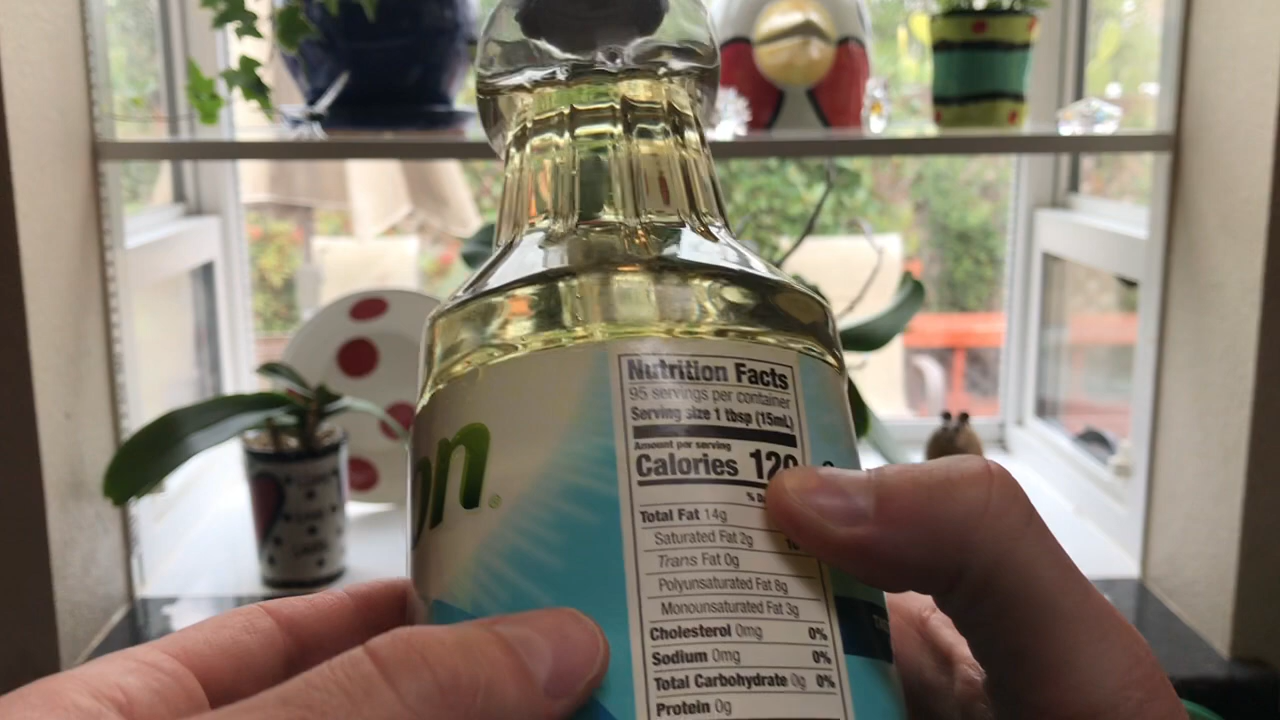 on®
Nutrition Facts
95 servings per container
Serving size 1 tbsp (15mL)
Amount per serving
Calories 120
% D
Total Fat 14g
Saturated Fat 2g
Trans Fat 0g
Polyunsaturated Fat 8g
Monounsaturated Fat 3g
Cholesterol 0mg 0%
Sodium 0mg 0%
Total Carbohydrate 0g 0%
Protein 0g